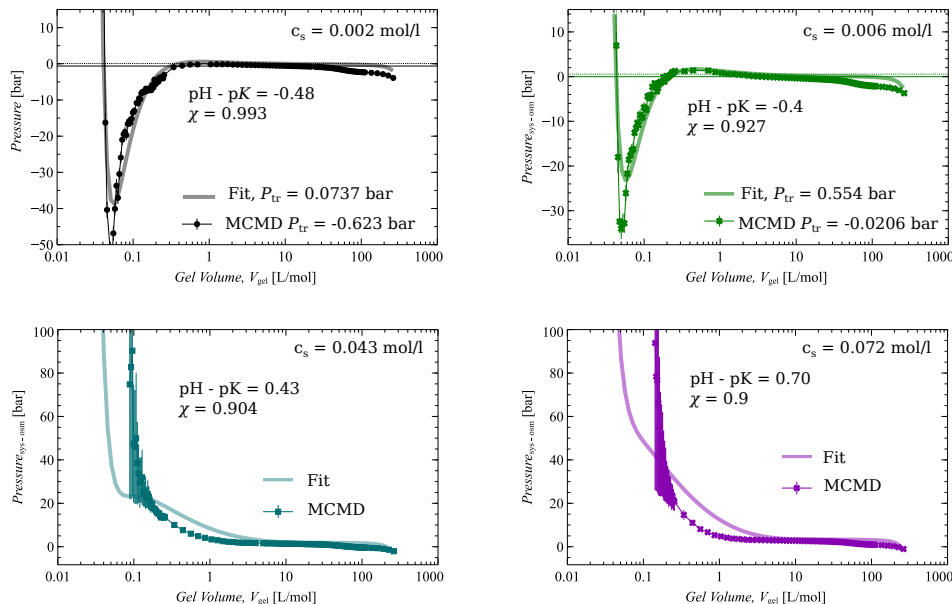 c_s = 0.002 mol/l
0
−10
−20
−30
−40
−50
Pressure [bar]
pH - pK = -0.48
χ = 0.993
Fit, P_tr = 0.0737 bar
MCMD P_tr = -0.623 bar
0.01 0.1 1 10 100 1000
Gel Volume, V_gel [L/mol]
c_s = 0.006 mol/l
10
0
−10
−20
−30
Pressure_sys - osm [bar]
pH - pK = -0.4
χ = 0.927
Fit, P_tr = 0.554 bar
MCMD P_tr = -0.0206 bar
0.01 0.1 1 10 100 1000
Gel Volume, V_gel [L/mol]
c_s = 0.043 mol/l
100
80
60
40
20
0
Pressure_sys - osm [bar]
pH - pK = 0.43
χ = 0.904
Fit
MCMD
0.01 0.1 1 10 100 1000
Gel Volume, V_gel [L/mol]
c_s = 0.072 mol/l
100
80
60
40
20
0
Pressure_sys - osm [bar]
pH - pK = 0.70
χ = 0.9
Fit
MCMD
0.01 0.1 1 10 100 1000
Gel Volume, V_gel [L/mol]